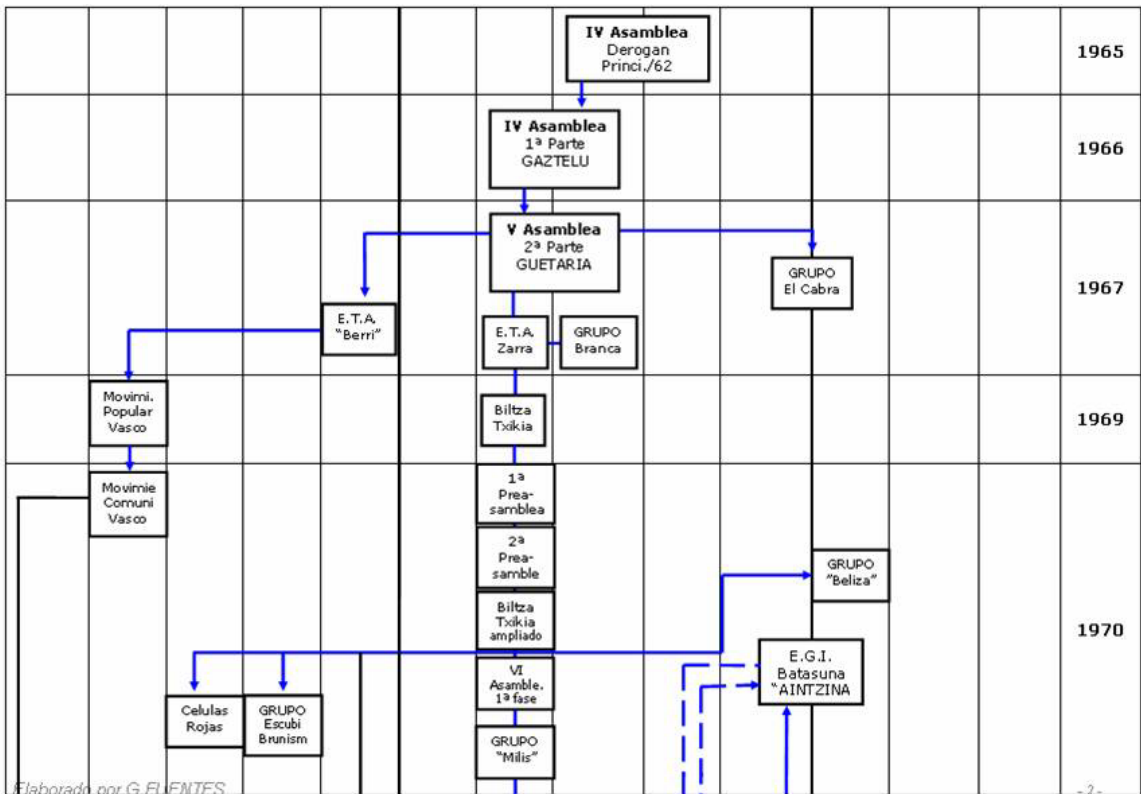 IV Asamblea
Derogan
Princi./62
1965
IV Asamblea
1ª Parte
GAZTELU
1966
V Asamblea
2ª Parte
GUETARIA
GRUPO
El Cabra
1967
E.T.A.
"Berri"
E.T.A.
Zarra
GRUPO
Branca
Movimi.
Popular
Vasco
Biltza
Txikia
1969
Movimie
Comuni
Vasco
1ª
Prea-
samblea
2ª
Prea-
samble
GRUPO
"Beliza"
Biltza
Txikia
ampliado
1970
E.G.I.
Batasuna
"AINTZINA
VI
Asamble.
1ª fase
Celulas
Rojas
GRUPO
Escubi
Brunism
GRUPO
"Milis"
Elaborado por G.FUENTES
- 2 -